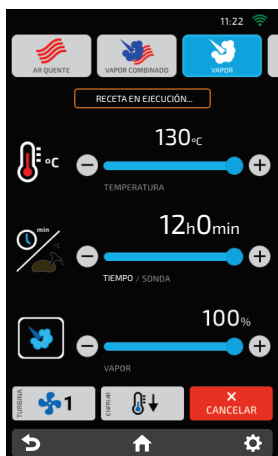 11:22
AR QUENTE
VAPOR COMBINADO
VAPOR
RECETA EN EJECUCIÓN...
130°C
°C
TEMPERATURA
12h0min
min
°C
TIEMPO / SONDA
100%
VAPOR
TURBINA
1
ENFRIAR
CANCELAR